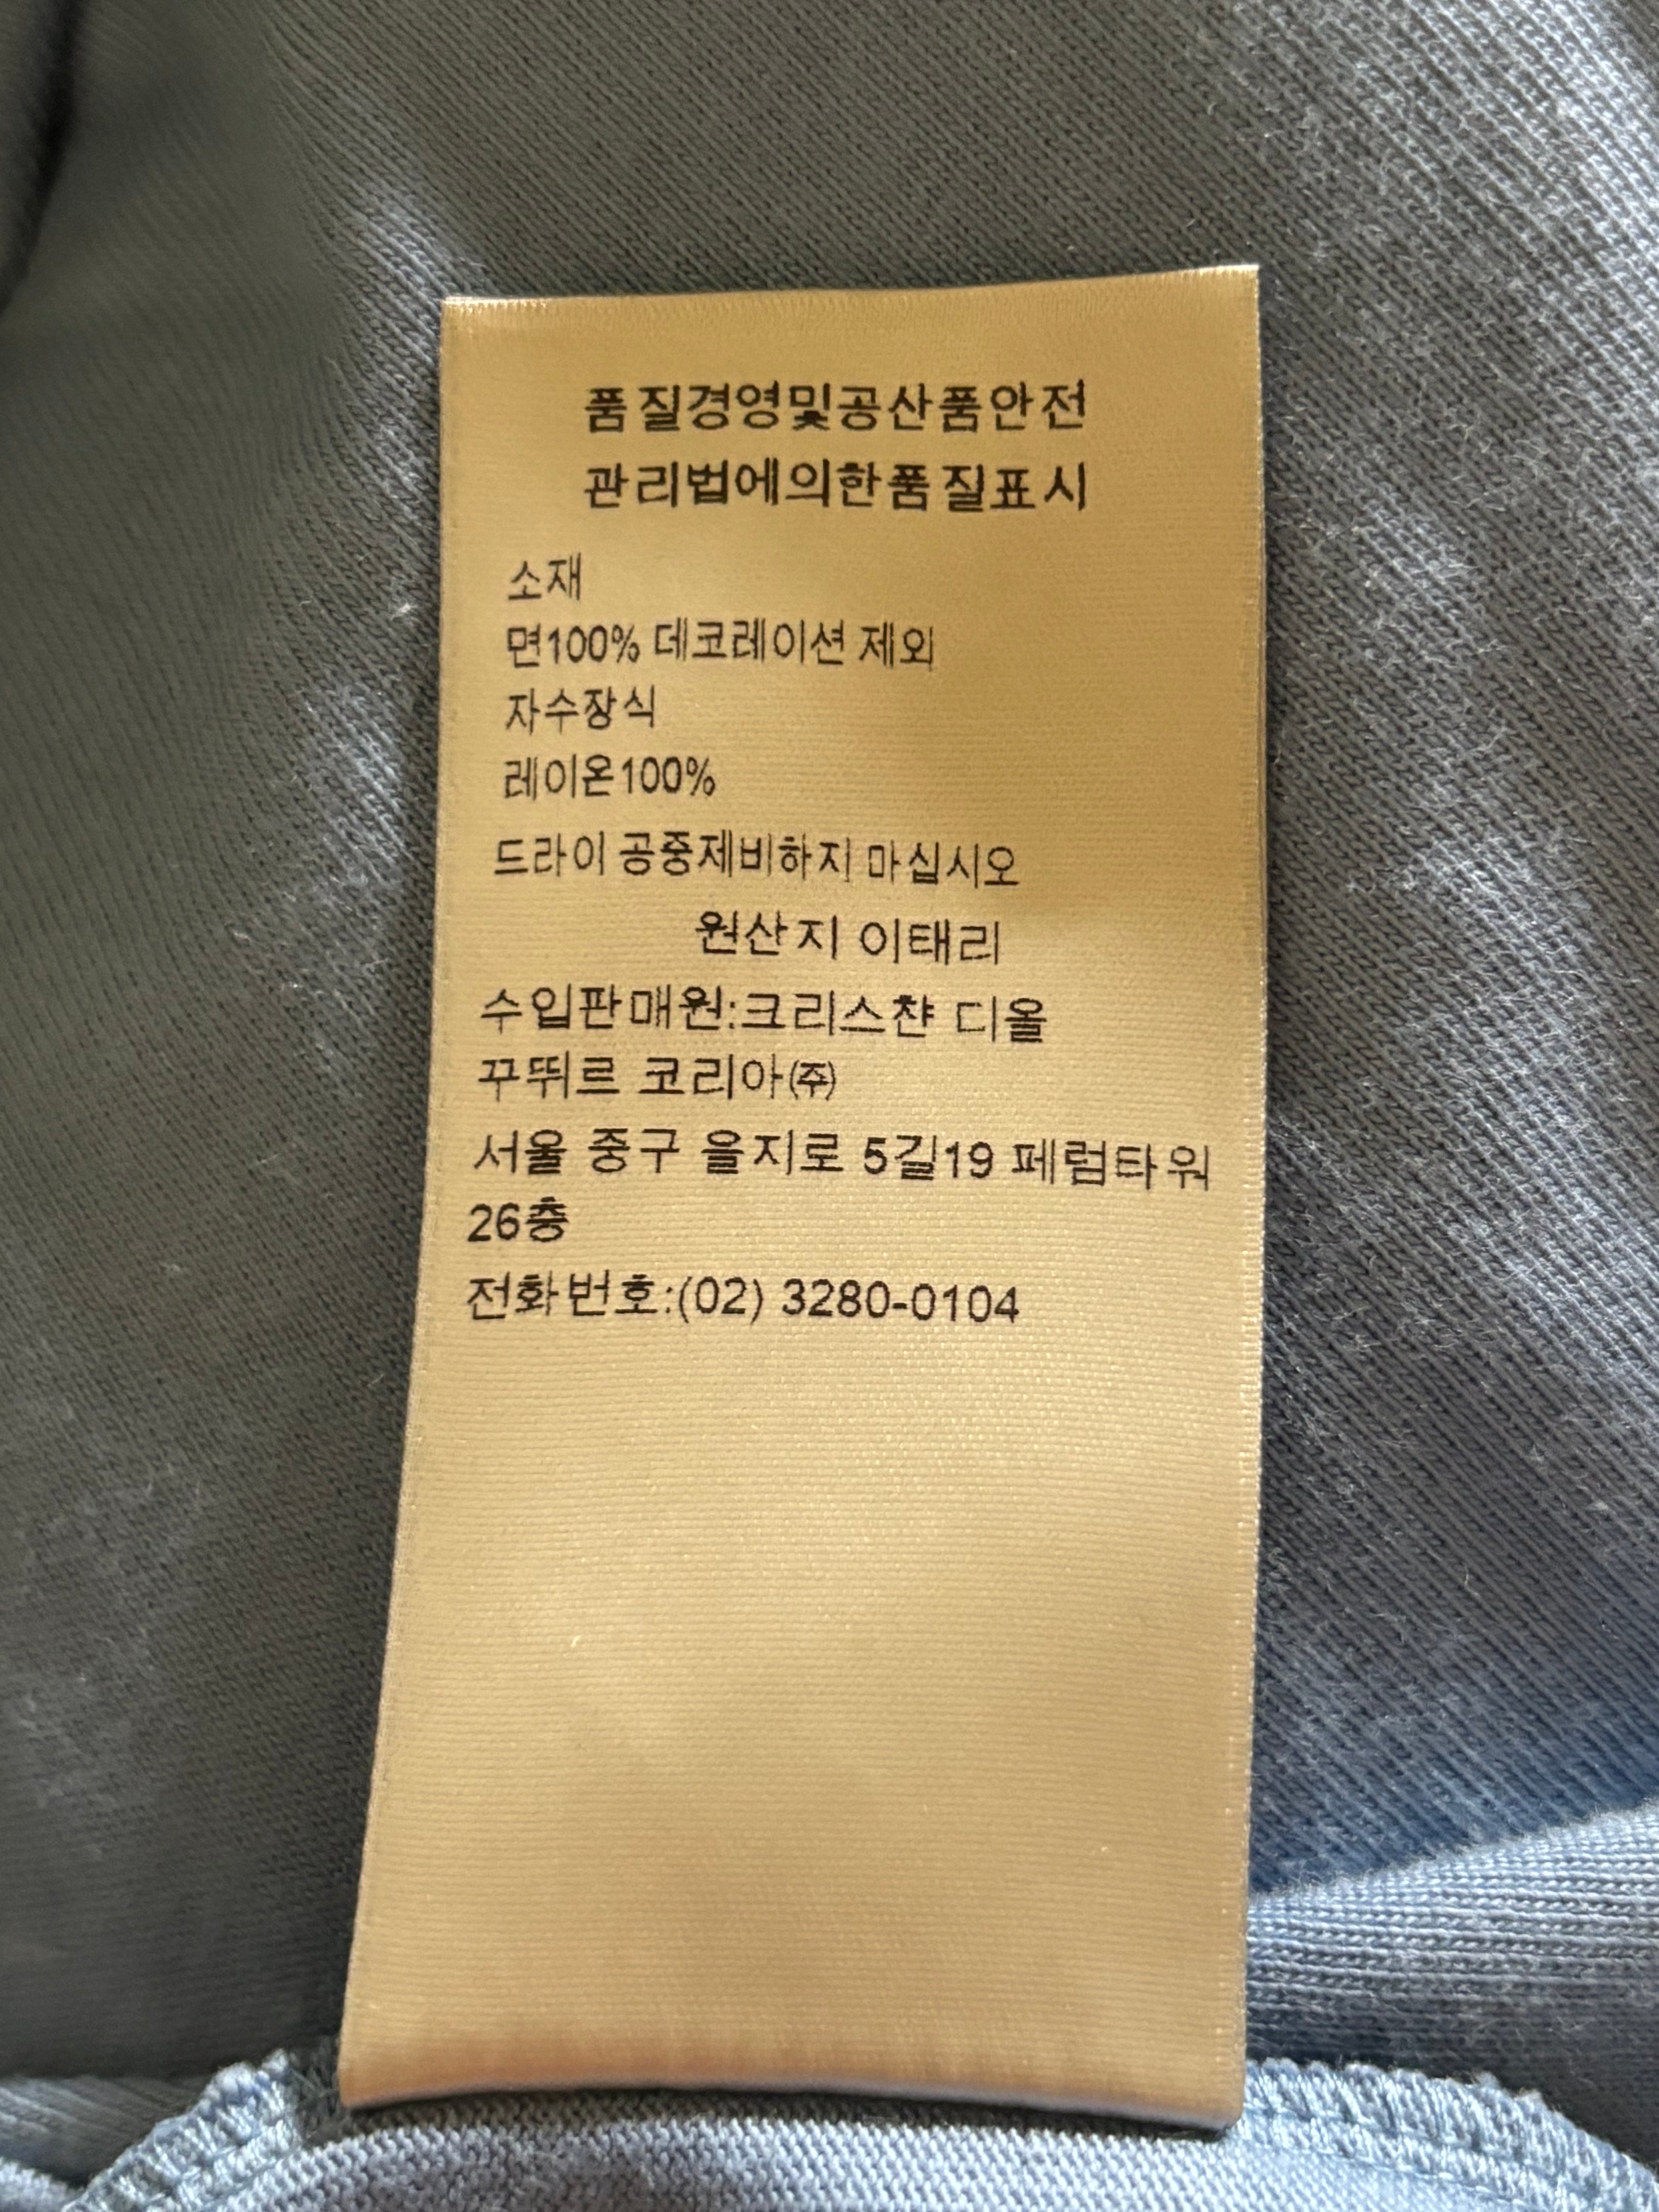 품질경영및공산품안전
관리법에의한품질표시
소재
면100% 데코레이션 제외
자수장식
레이온100%
드라이 공중제비하지 마십시오
원산지 이태리
수입판매원:크리스챤 디올
꾸뛰르 코리아㈜
서울 중구 을지로 5길19 페럼타워
26층
전화번호:(02) 3280-0104